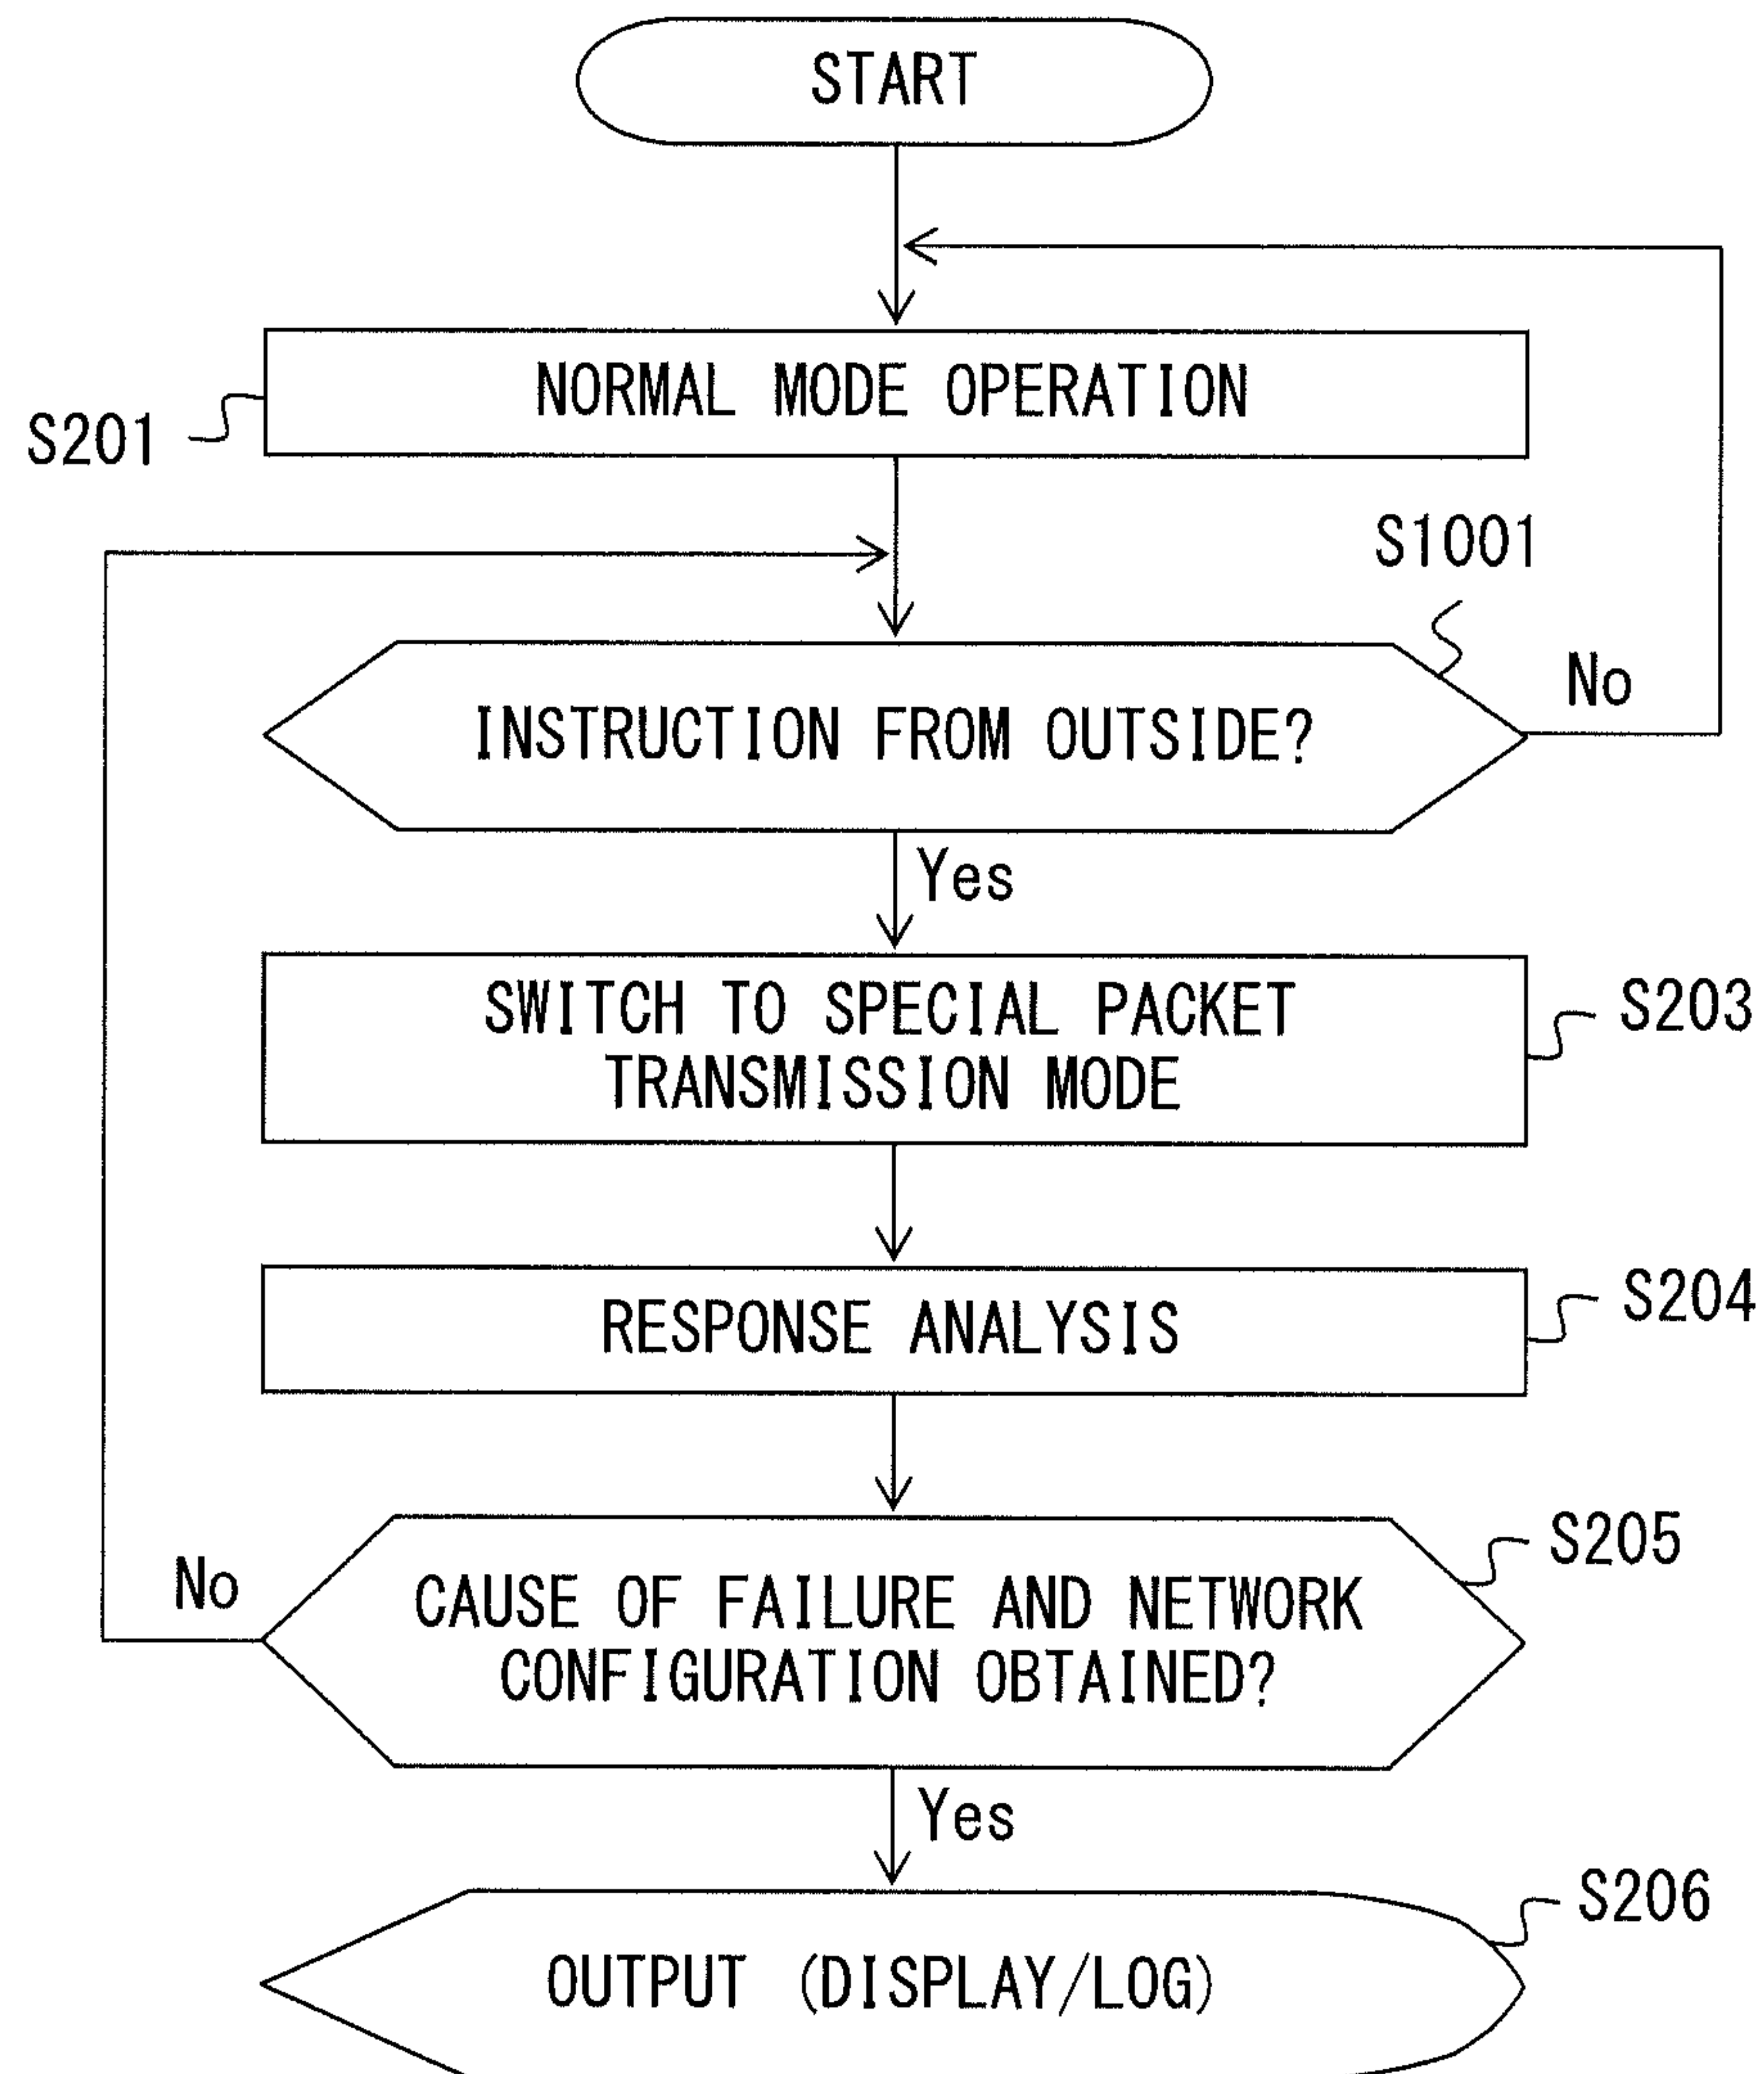 START
NORMAL MODE OPERATION
S201
S1001
INSTRUCTION FROM OUTSIDE?
No
Yes
SWITCH TO SPECIAL PACKET
TRANSMISSION MODE
S203
RESPONSE ANALYSIS
S204
S205
No
CAUSE OF FAILURE AND NETWORK
CONFIGURATION OBTAINED?
Yes
S206
OUTPUT (DISPLAY/LOG)